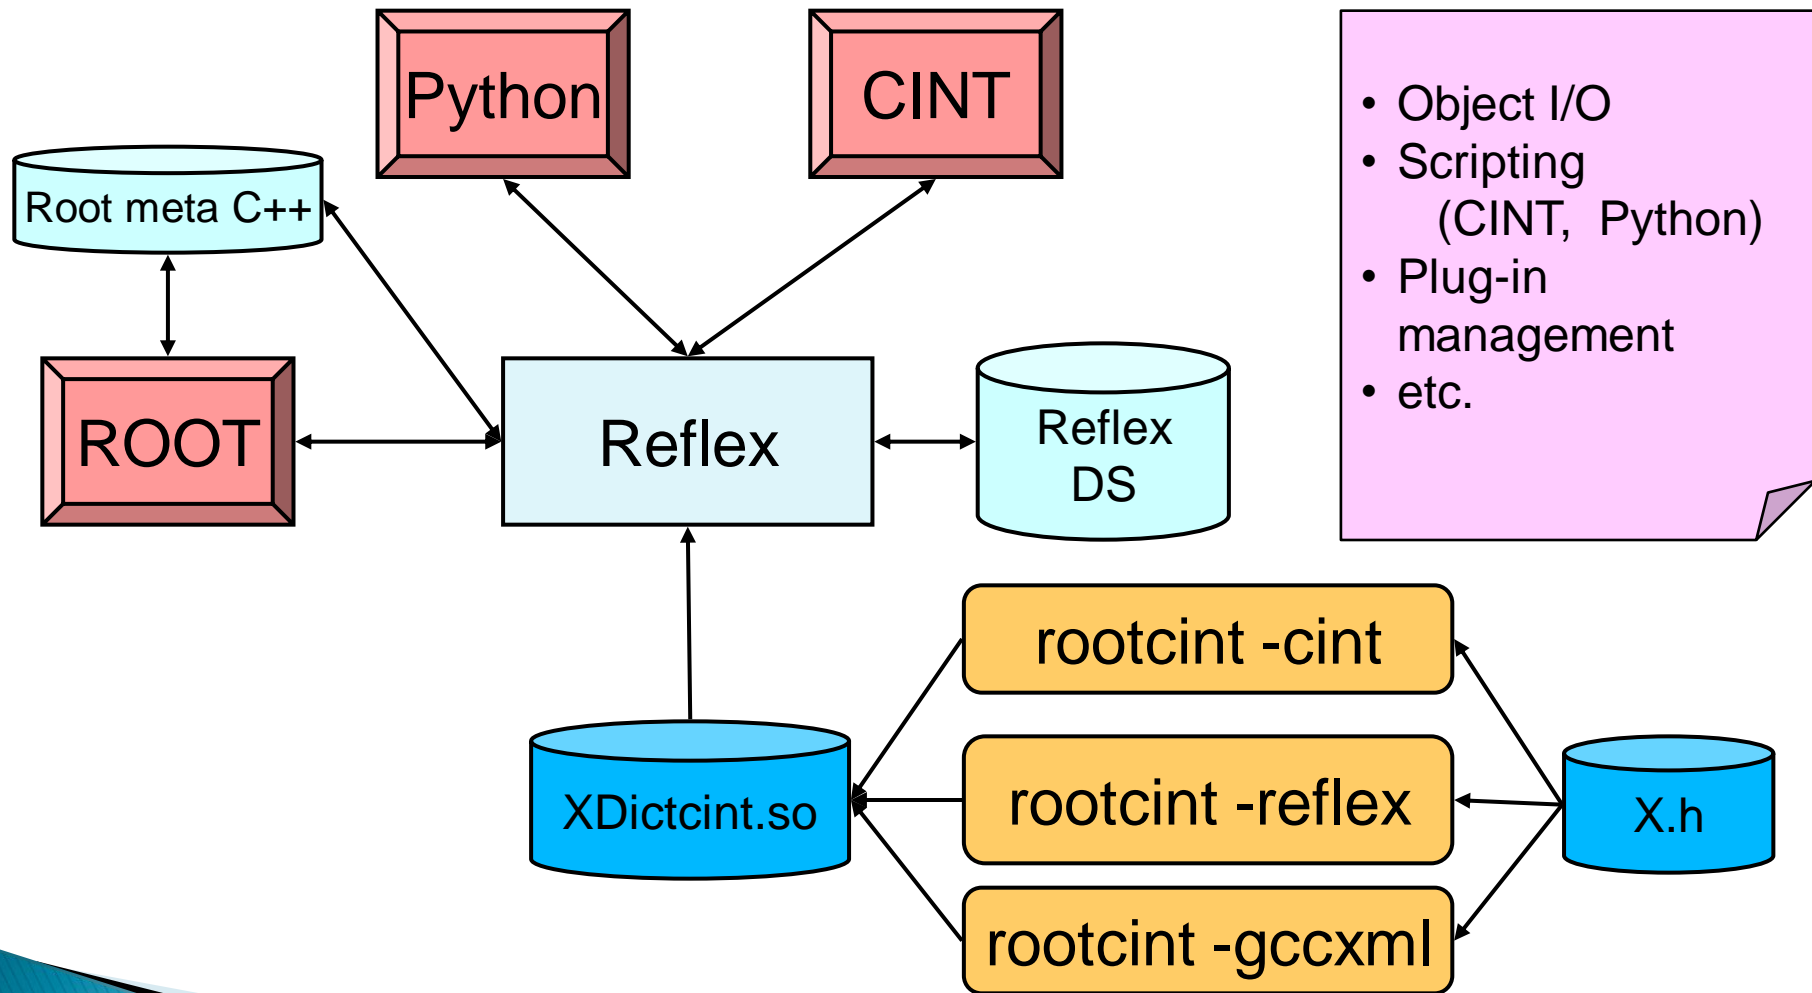 Python
CINT
Root meta C++
ROOT
Reflex
Reflex
DS
• Object I/O
• Scripting
(CINT, Python)
• Plug-in
management
• etc.
rootcint -cint
XDictcint.so
rootcint -reflex
X.h
rootcint -gccxml